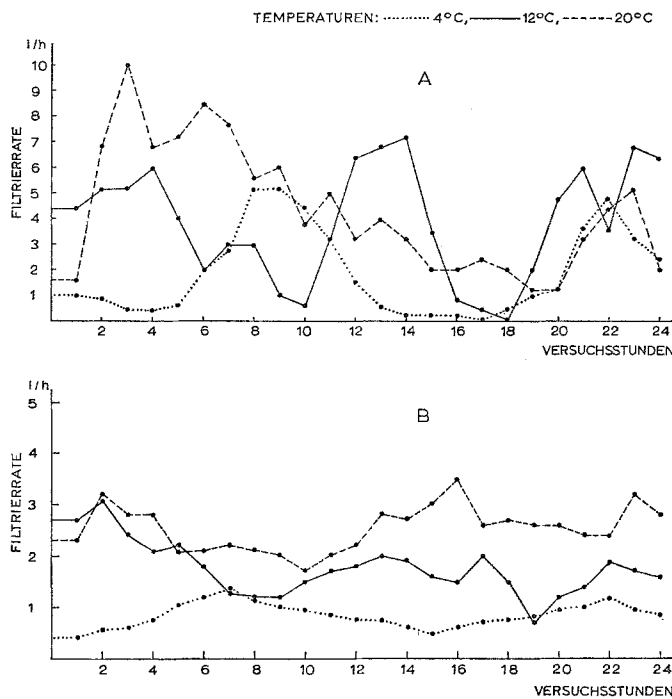 TEMPERATUREN: 4°C, 12°C, 20°C
l/h
A
10
9
8
7
6
5
4
3
2
1
FILTRIERRATE
2 4 6 8 10 12 14 16 18 20 22 24
VERSUCHSSTUNDEN
l/h
B
5
4
3
2
1
FILTRIERRATE
2 4 6 8 10 12 14 16 18 20 22 24
VERSUCHSSTUNDEN